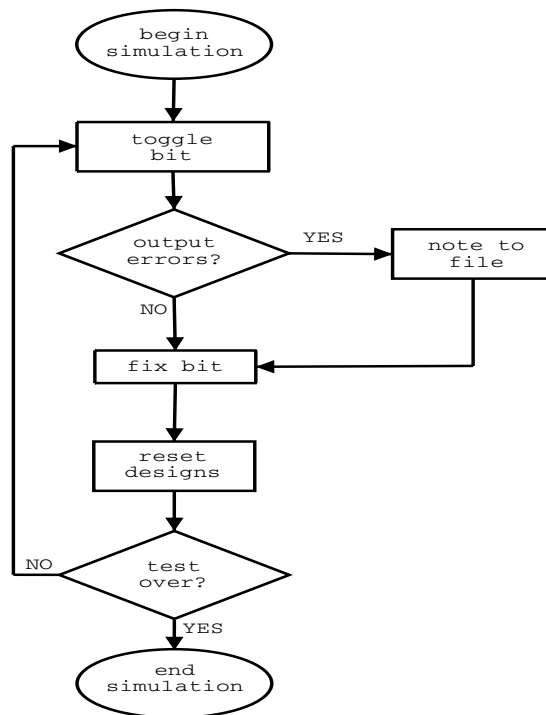 begin
simulation
toggle
bit
output
errors?
YES
note to
file
NO
fix bit
reset
designs
test
over?
NO
YES
end
simulation